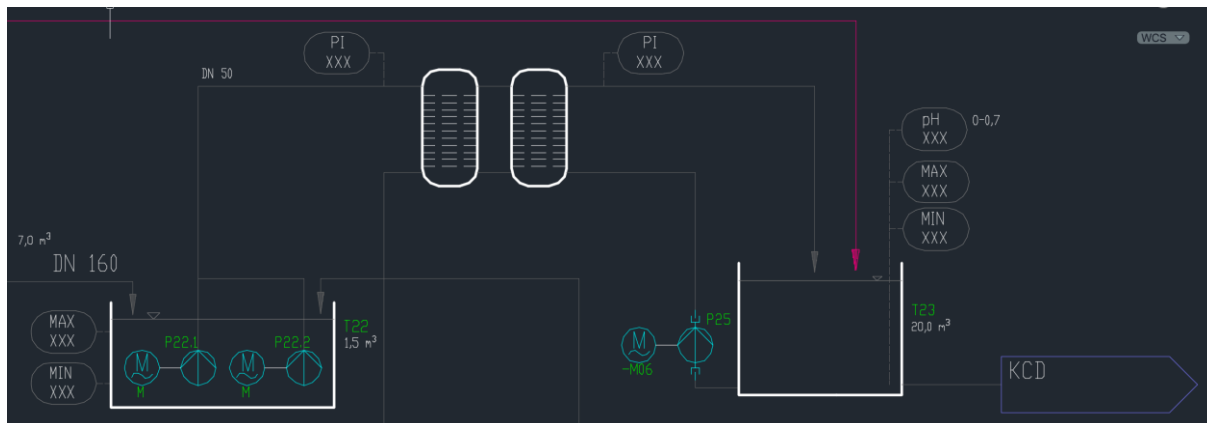 WCS
PI
XXX
PI
XXX
DN 50
pH
XXX
0-0,7
MAX
XXX
MIN
XXX
7,0 m³
DN 160
MAX
XXX
MIN
XXX
P22.1
P22.2
M
M
M
M
T22
1,5 m³
P25
M
-M06
T23
20,0 m³
KCD